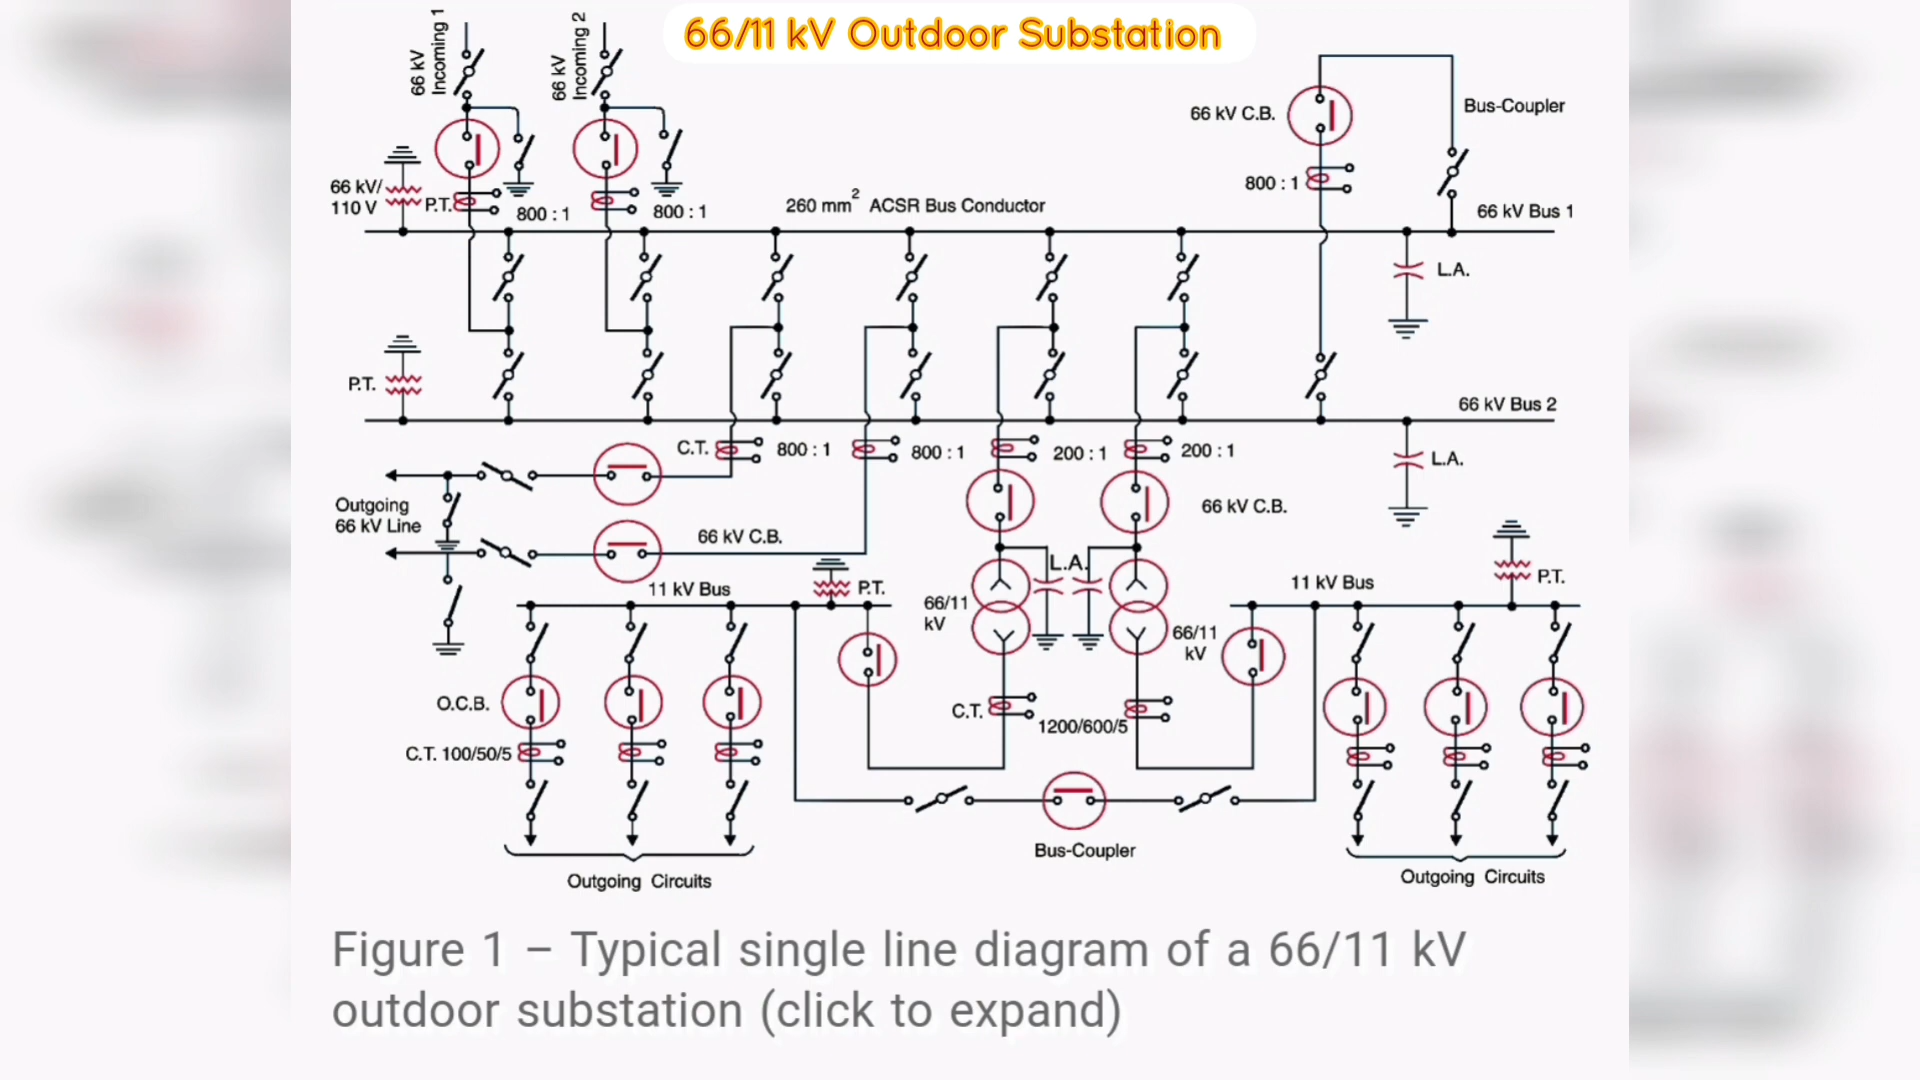 66/11 kV Outdoor Substation
66 kV
Incoming 1
66 kV
Incoming 2
66 kV C.B.
Bus-Coupler
66 kV/
110 V
P.T.
800 : 1
800 : 1
260 mm2 ACSR Bus Conductor
800 : 1
66 kV Bus 1
L.A.
P.T.
66 kV Bus 2
C.T.
800 : 1
800 : 1
200 : 1
200 : 1
L.A.
Outgoing
66 kV Line
66 kV C.B.
66 kV C.B.
11 kV Bus
P.T.
L.A.
11 kV Bus
P.T.
66/11
kV
66/11
kV
O.C.B.
C.T.
1200/600/5
C.T. 100/50/5
Bus-Coupler
Outgoing Circuits
Outgoing Circuits
Figure 1 – Typical single line diagram of a 66/11 kV
outdoor substation (click to expand)